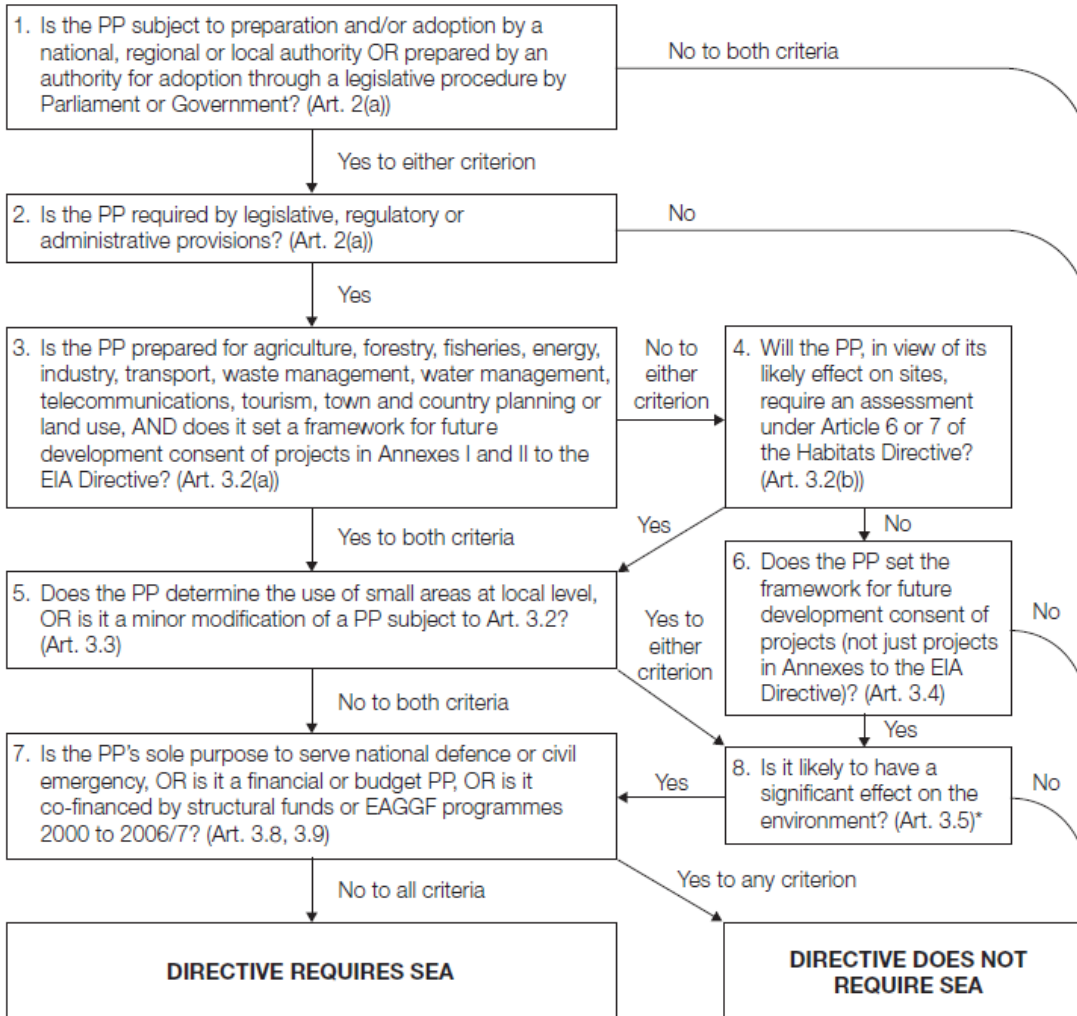 1. Is the PP subject to preparation and/or adoption by a
national, regional or local authority OR prepared by an
authority for adoption through a legislative procedure by
Parliament or Government? (Art. 2(a))
No to both criteria
Yes to either criterion
2. Is the PP required by legislative, regulatory or
administrative provisions? (Art. 2(a))
No
Yes
3. Is the PP prepared for agriculture, forestry, fisheries, energy,
industry, transport, waste management, water management,
telecommunications, tourism, town and country planning or
land use, AND does it set a framework for future
development consent of projects in Annexes I and II to the
EIA Directive? (Art. 3.2(a))
No to
either
criterion
4. Will the PP, in view of its
likely effect on sites,
require an assessment
under Article 6 or 7 of
the Habitats Directive?
(Art. 3.2(b))
Yes to both criteria
Yes
No
5. Does the PP determine the use of small areas at local level,
OR is it a minor modification of a PP subject to Art. 3.2?
(Art. 3.3)
Yes to
either
criterion
6. Does the PP set the
framework for future
development consent of
projects (not just projects
in Annexes to the EIA
Directive)? (Art. 3.4)
No
No to both criteria
Yes
7. Is the PP's sole purpose to serve national defence or civil
emergency, OR is it a financial or budget PP, OR is it
co-financed by structural funds or EAGGF programmes
2000 to 2006/7? (Art. 3.8, 3.9)
Yes
8. Is it likely to have a
significant effect on the
environment? (Art. 3.5)*
No
No to all criteria
Yes to any criterion
DIRECTIVE REQUIRES SEA
DIRECTIVE DOES NOT
REQUIRE SEA